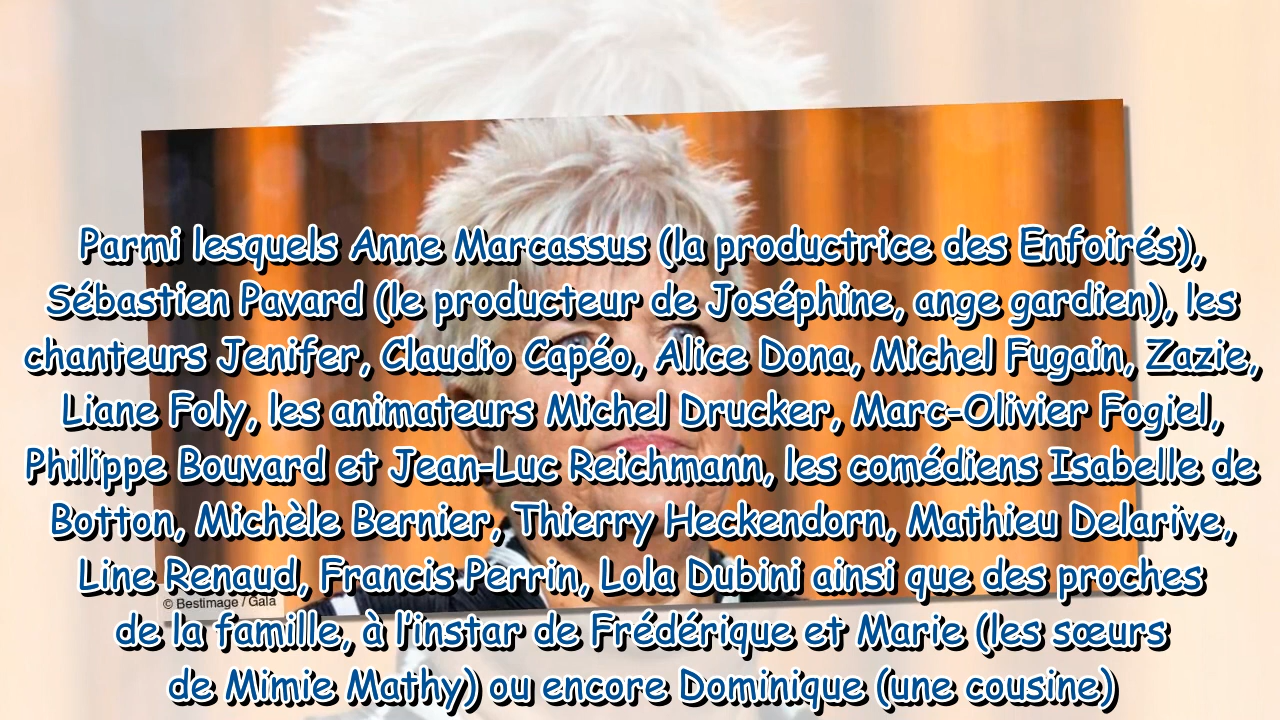 Parmi lesquels Anne Marcassus (la productrice des Enfoirés),
Sébastien Pavard (le producteur de Joséphine, ange gardien), les
chanteurs Jenifer, Claudio Capéo, Alice Dona, Michel Fugain, Zazie,
Liane Foly, les animateurs Michel Drucker, Marc-Olivier Fogiel,
Philippe Bouvard et Jean-Luc Reichmann, les comédiens Isabelle de
Botton, Michèle Bernier, Thierry Heckendorn, Mathieu Delarive,
Line Renaud, Francis Perrin, Lola Dubini ainsi que des proches
© Bestimage / Gala
de la famille, à l'instar de Frédérique et Marie (les sœurs
de Mimie Mathy) ou encore Dominique (une cousine)